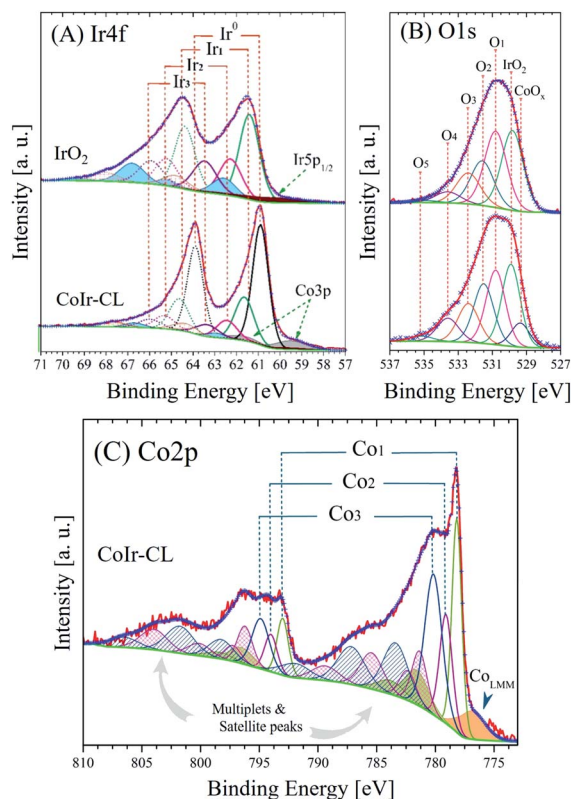 (A) Ir4f
Ir⁰
Ir₁
Ir₂
Ir₃
IrO₂
Ir5p₁/₂
CoIr-CL
Co3p
Intensity [a. u.]
71 70 69 68 67 66 65 64 63 62 61 60 59 58 57
Binding Energy [eV]
(B) O1s
O₁
O₂ IrO₂
O₃ CoOₓ
O₄
O₅
Intensity [a. u.]
537 535 533 531 529 527
Binding Energy [eV]
(C) Co2p
Co₁
Co₂
Co₃
CoIr-CL
Co_LMM
Multiplets &
Satellite peaks
Intensity [a. u.]
810 805 800 795 790 785 780 775
Binding Energy [eV]